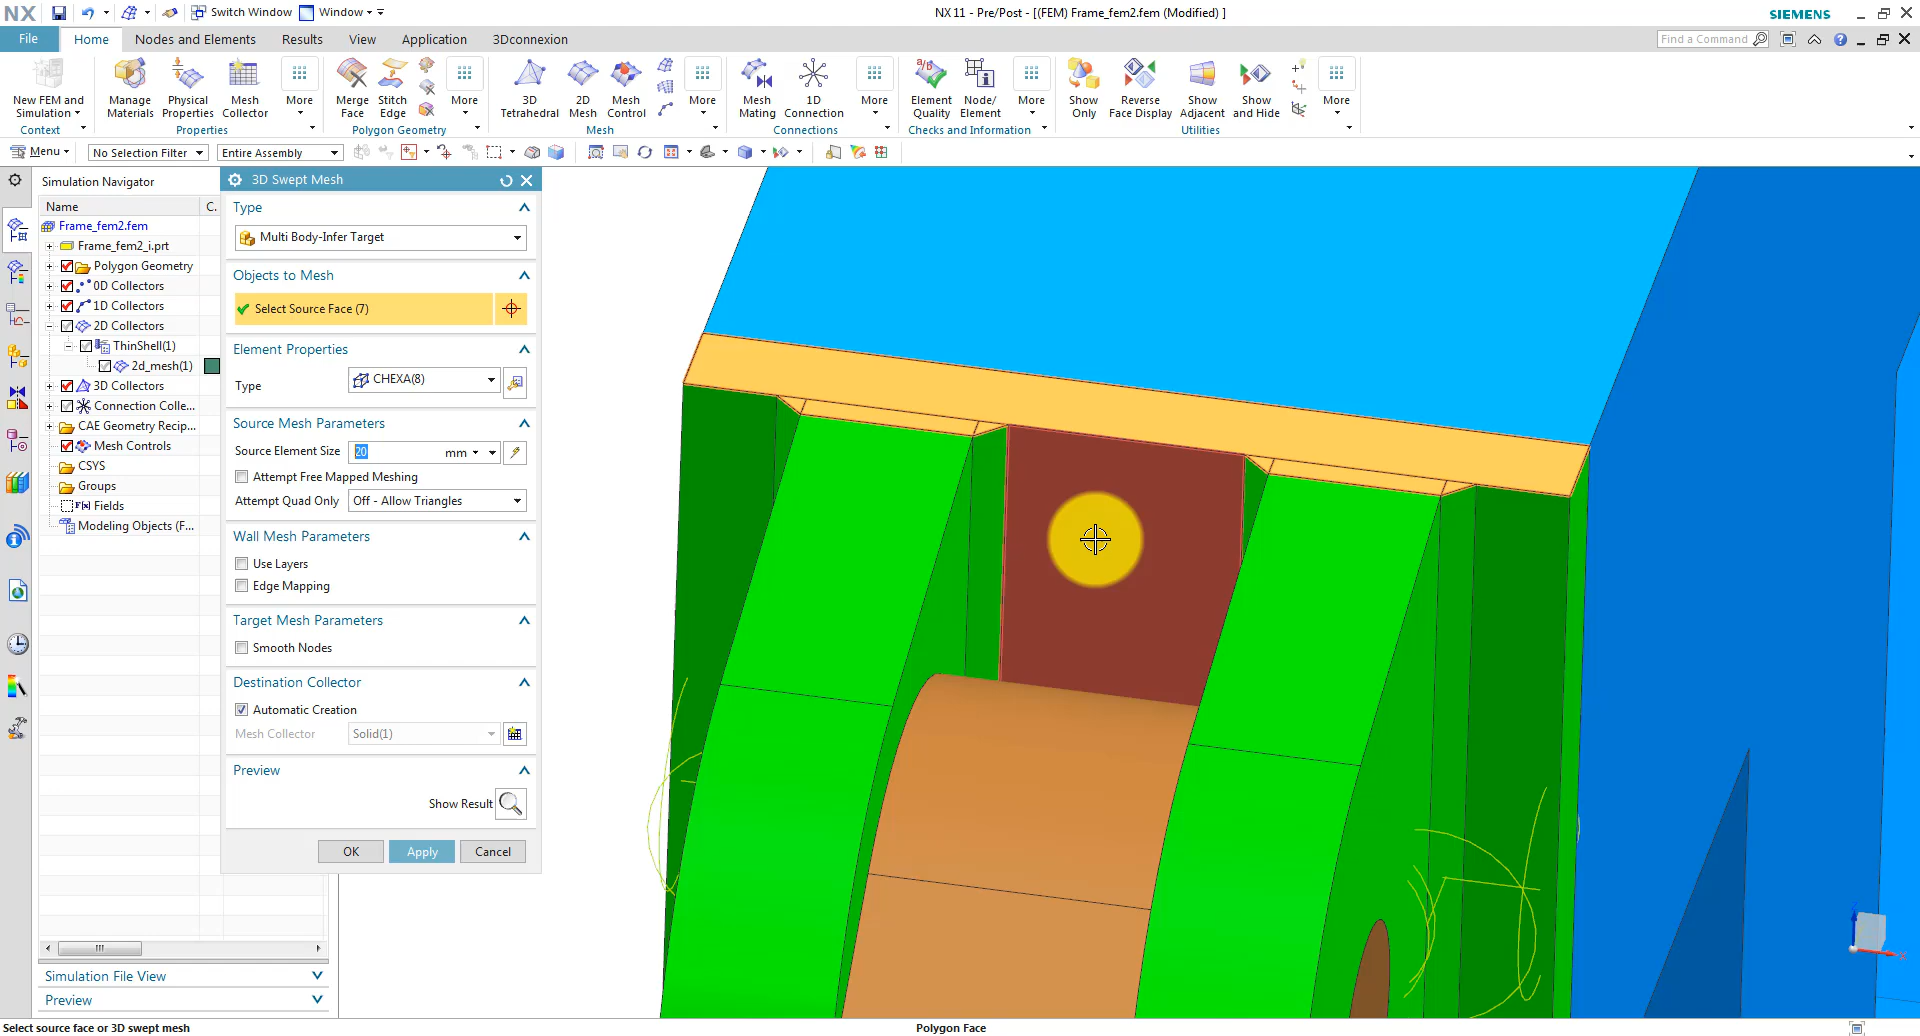 NX
Switch Window
Window
NX 11 - Pre/Post - [(FEM) Frame_fem2.fem (Modified) ]
SIEMENS
File
Home
Nodes and Elements
Results
View
Application
3Dconnexion
Find a Command
New FEM and
Simulation
Context
Manage
Materials
Physical
Properties
Mesh
Collector
More
Properties
Merge
Face
Stitch
Edge
More
Polygon Geometry
3D
Tetrahedral
2D
Mesh
Mesh
Control
More
Mesh
Mesh
Mating
1D
Connection
More
Connections
Element
Quality
Node/
Element
More
Checks and Information
Show
Only
Reverse
Face Display
Show
Adjacent
Show
and Hide
More
Utilities
Menu
No Selection Filter
Entire Assembly
Simulation Navigator
Name
C.
Frame_fem2.fem
Frame_fem2_i.prt
Polygon Geometry
0D Collectors
1D Collectors
2D Collectors
ThinShell(1)
2d_mesh(1)
3D Collectors
Connection Colle...
CAE Geometry Recip...
Mesh Controls
CSYS
Groups
Fields
Modeling Objects (F...
Simulation File View
Preview
3D Swept Mesh
Type
Multi Body-Infer Target
Objects to Mesh
Select Source Face (7)
Element Properties
Type
CHEXA(8)
Source Mesh Parameters
Source Element Size
20
mm
Attempt Free Mapped Meshing
Attempt Quad Only
Off - Allow Triangles
Wall Mesh Parameters
Use Layers
Edge Mapping
Target Mesh Parameters
Smooth Nodes
Destination Collector
Automatic Creation
Mesh Collector
Solid(1)
Preview
Show Result
OK
Apply
Cancel
Select source face or 3D swept mesh
Polygon Face